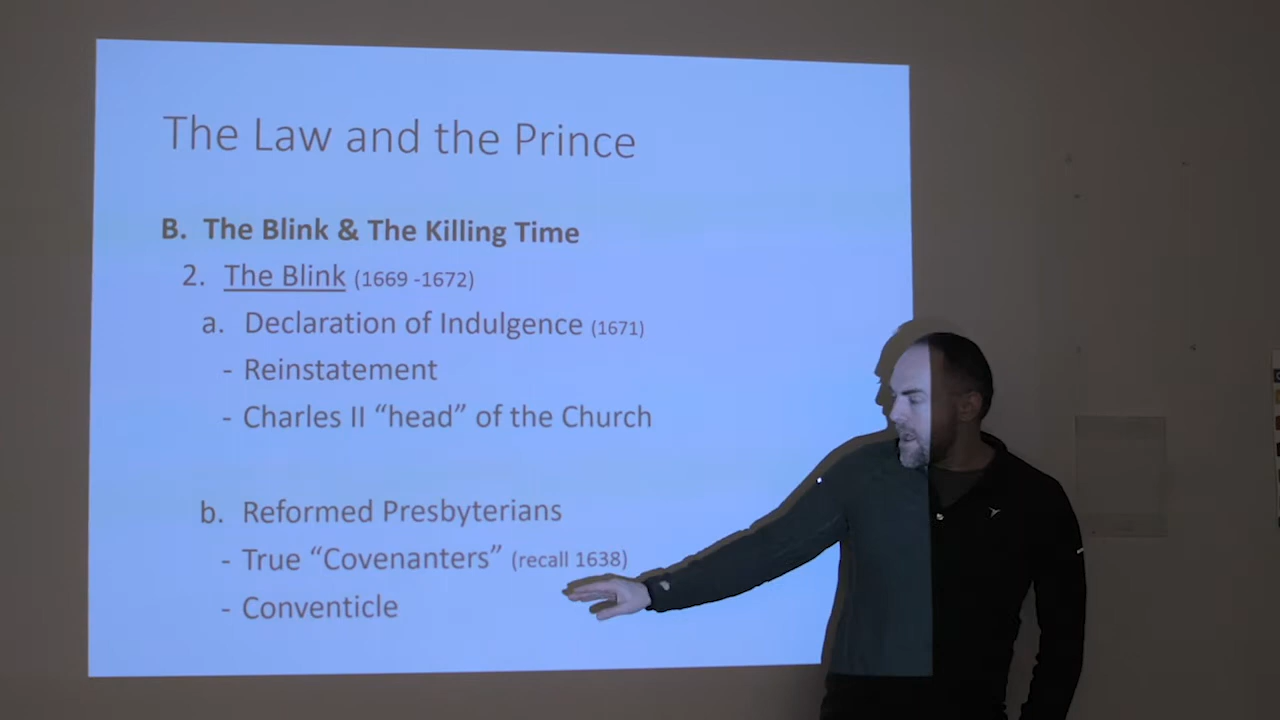 The Law and the Prince
B. The Blink & The Killing Time
2. The Blink (1669 -1672)
a. Declaration of Indulgence (1671)
- Reinstatement
- Charles II “head” of the Church
b. Reformed Presbyterians
- True “Covenanters” (recall 1638)
- Conventicle